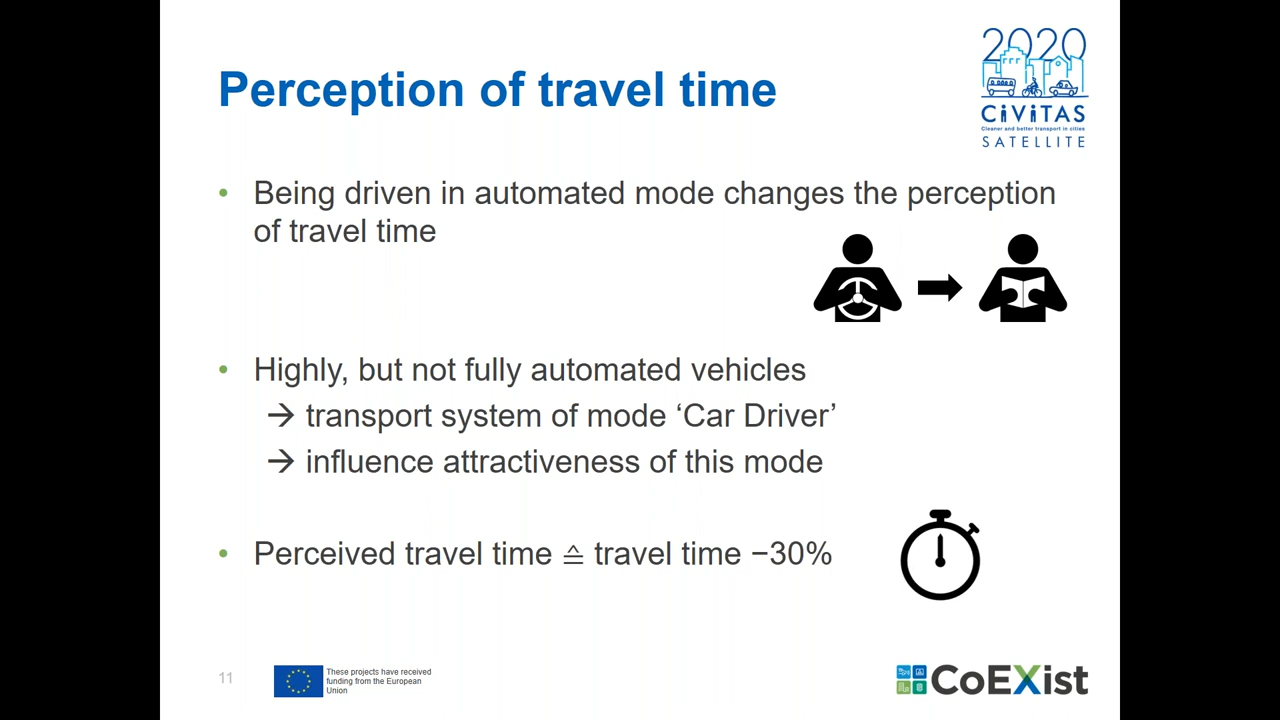 2020
CiViTAS
Cleaner and better transport in cities
SATELLITE
Perception of travel time
• Being driven in automated mode changes the perception
of travel time
• Highly, but not fully automated vehicles
→ transport system of mode ‘Car Driver’
→ influence attractiveness of this mode
• Perceived travel time ≙ travel time −30%
11
These projects have received
funding from the European
Union
CoEXist